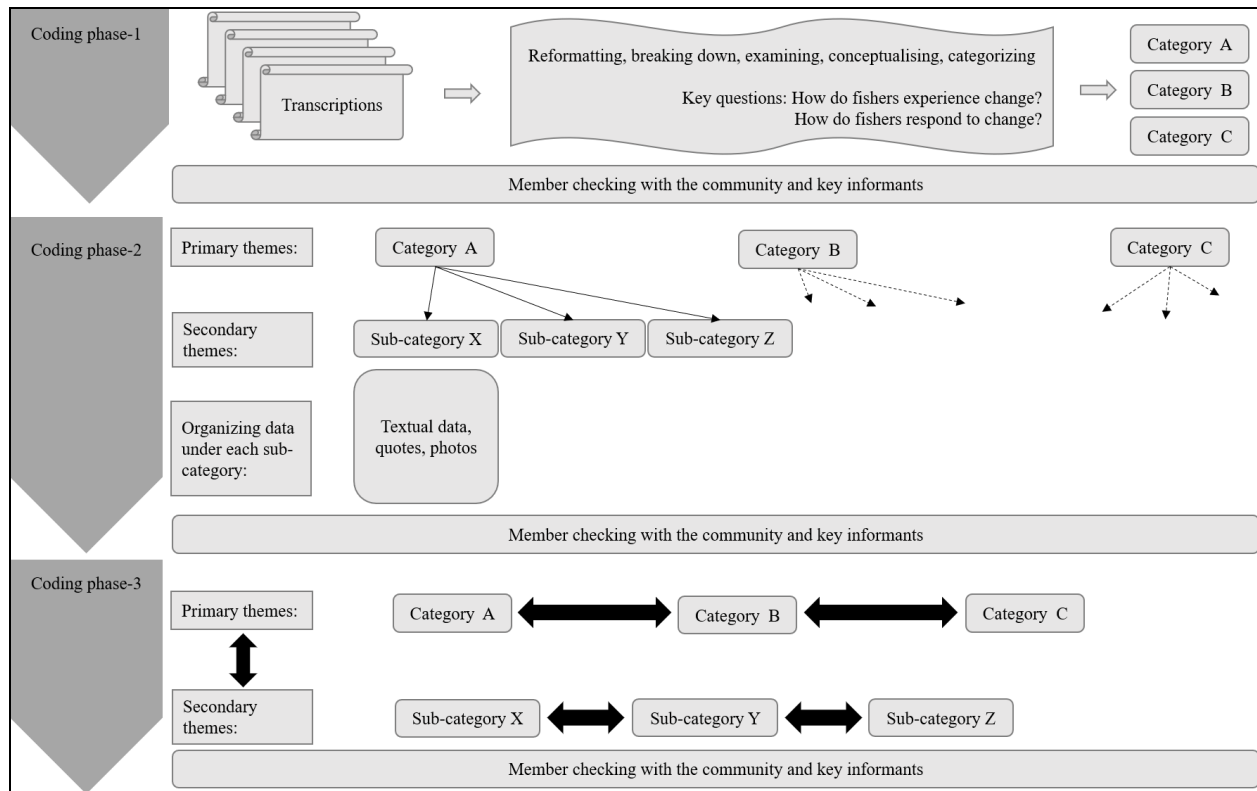 Coding phase-1
Transcriptions
Reformatting, breaking down, examining, conceptualising, categorizing
Key questions: How do fishers experience change?
How do fishers respond to change?
Category A
Category B
Category C
Member checking with the community and key informants
Coding phase-2
Primary themes:
Category A
Category B
Category C
Secondary
themes:
Sub-category X
Sub-category Y
Sub-category Z
Organizing data
under each sub-
category:
Textual data,
quotes, photos
Member checking with the community and key informants
Coding phase-3
Primary themes:
Category A
Category B
Category C
Secondary
themes:
Sub-category X
Sub-category Y
Sub-category Z
Member checking with the community and key informants